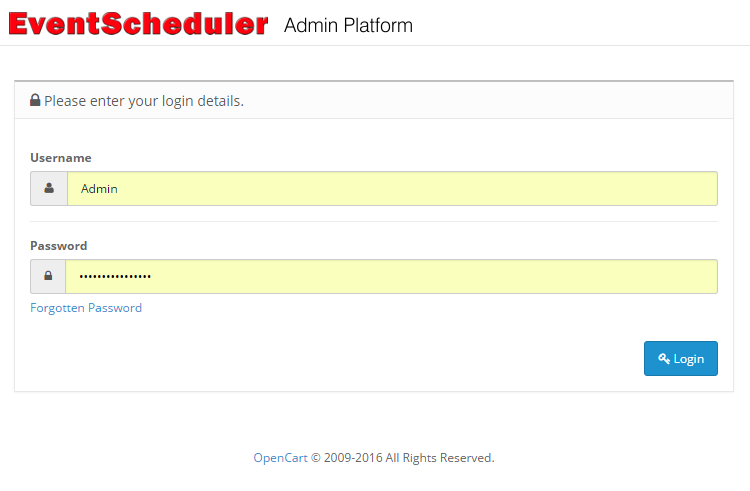 EventScheduler Admin Platform
Please enter your login details.
Username
Admin
Password
••••••••••••••••
Forgotten Password
Login
OpenCart © 2009-2016 All Rights Reserved.